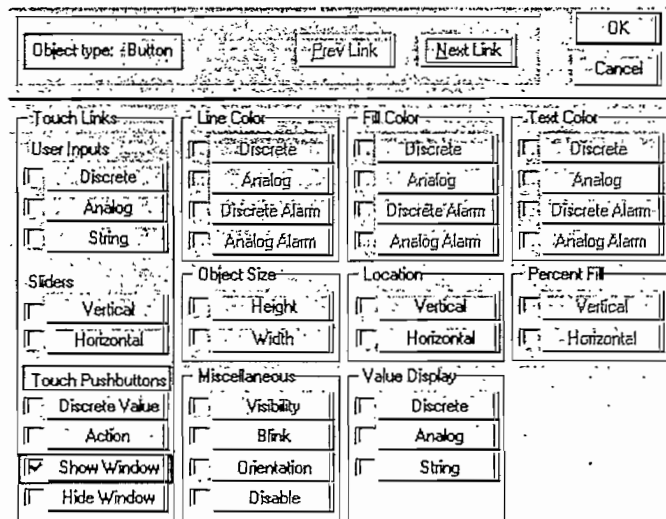 Object type: Button
Prev Link
Next Link
OK
Cancel
Touch Links
User Inputs
Discrete
Analog
String
Sliders
Vertical
Horizontal
Touch Pushbuttons
Discrete Value
Action
Show Window
Hide Window
Line Color
Discrete
Analog
Discrete Alarm
Analog Alarm
Object Size
Height
Width
Miscellaneous
Visibility
Blink
Orientation
Disable
Fill Color
Discrete
Analog
Discrete Alarm
Analog Alarm
Location
Vertical
Horizontal
Value Display
Discrete
Analog
String
Text Color
Discrete
Analog
Discrete Alarm
Analog Alarm
Percent Fill
Vertical
Horizontal